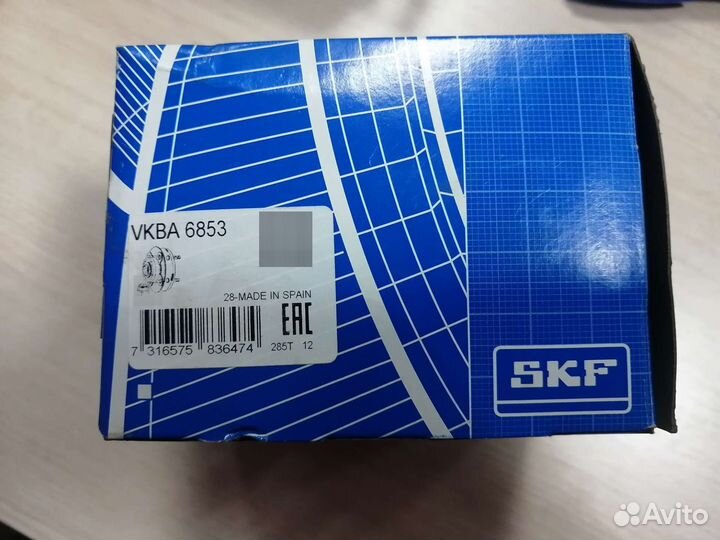 VKBA 6853
28-MADE IN SPAIN
EAC
7 316575 836474
285T 12
SKF
Avito